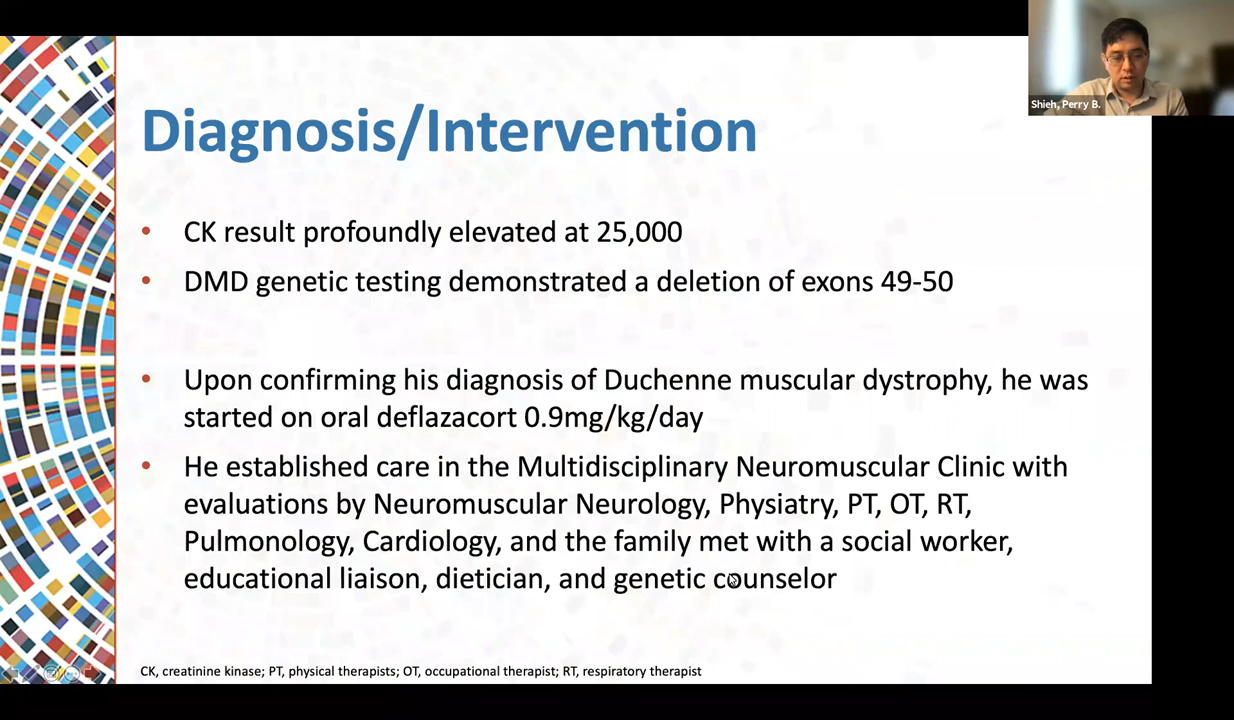 Shieh, Perry B.
Diagnosis/Intervention
• CK result profoundly elevated at 25,000
• DMD genetic testing demonstrated a deletion of exons 49-50
• Upon confirming his diagnosis of Duchenne muscular dystrophy, he was
started on oral deflazacort 0.9mg/kg/day
• He established care in the Multidisciplinary Neuromuscular Clinic with
evaluations by Neuromuscular Neurology, Physiatry, PT, OT, RT,
Pulmonology, Cardiology, and the family met with a social worker,
educational liaison, dietician, and genetic counselor
CK, creatinine kinase; PT, physical therapists; OT, occupational therapist; RT, respiratory therapist